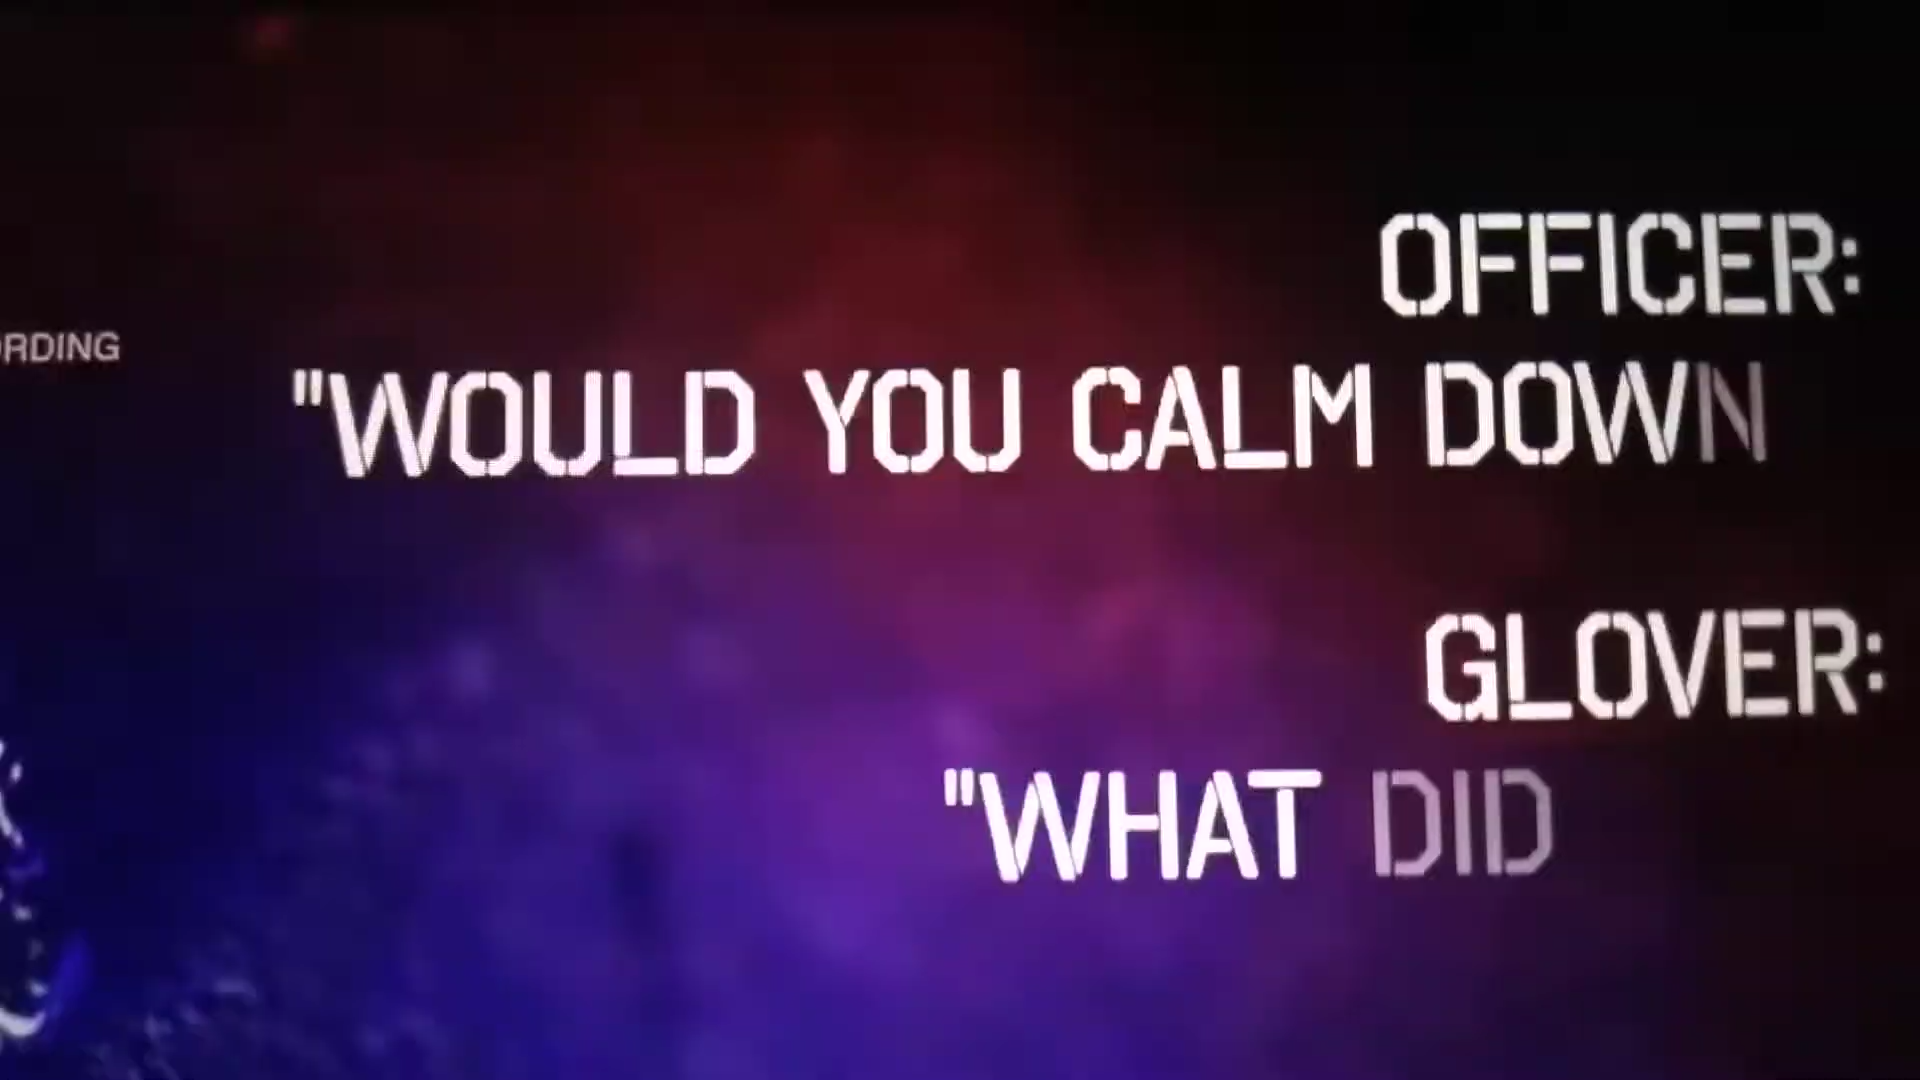 OFFICER:
ORDING
"WOULD YOU CALM DOWN
GLOVER:
"WHAT DID